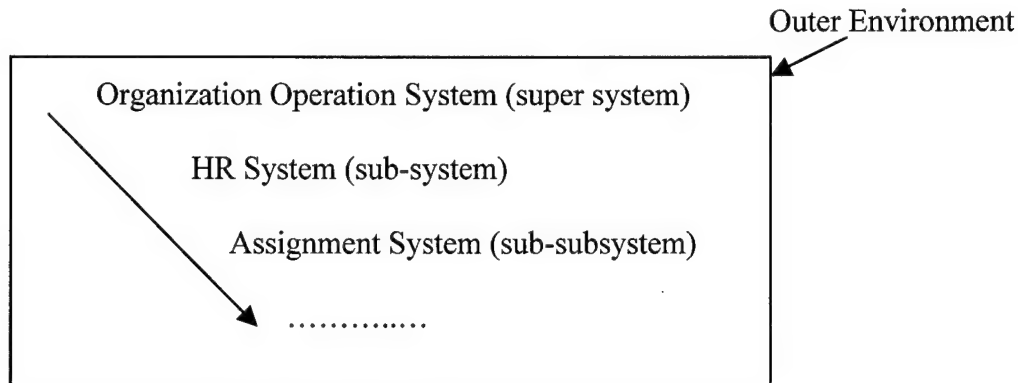 Outer Environment
Organization Operation System (super system)
HR System (sub-system)
Assignment System (sub-subsystem)
..............